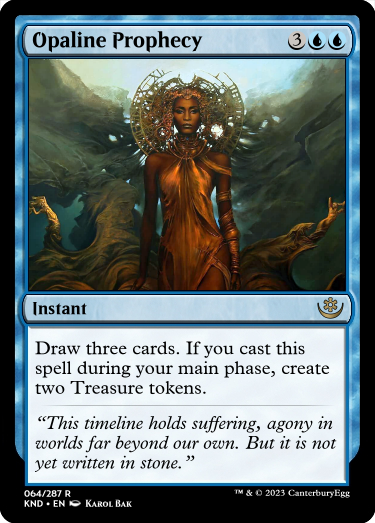 Opaline Prophecy 3
Instant
Draw three cards. If you cast this
spell during your main phase, create
two Treasure tokens.
“This timeline holds suffering, agony in
worlds far beyond our own. But it is not
yet written in stone.”
064/287 R
KND • EN Karol Bak
™ & © 2023 CanterburyEgg